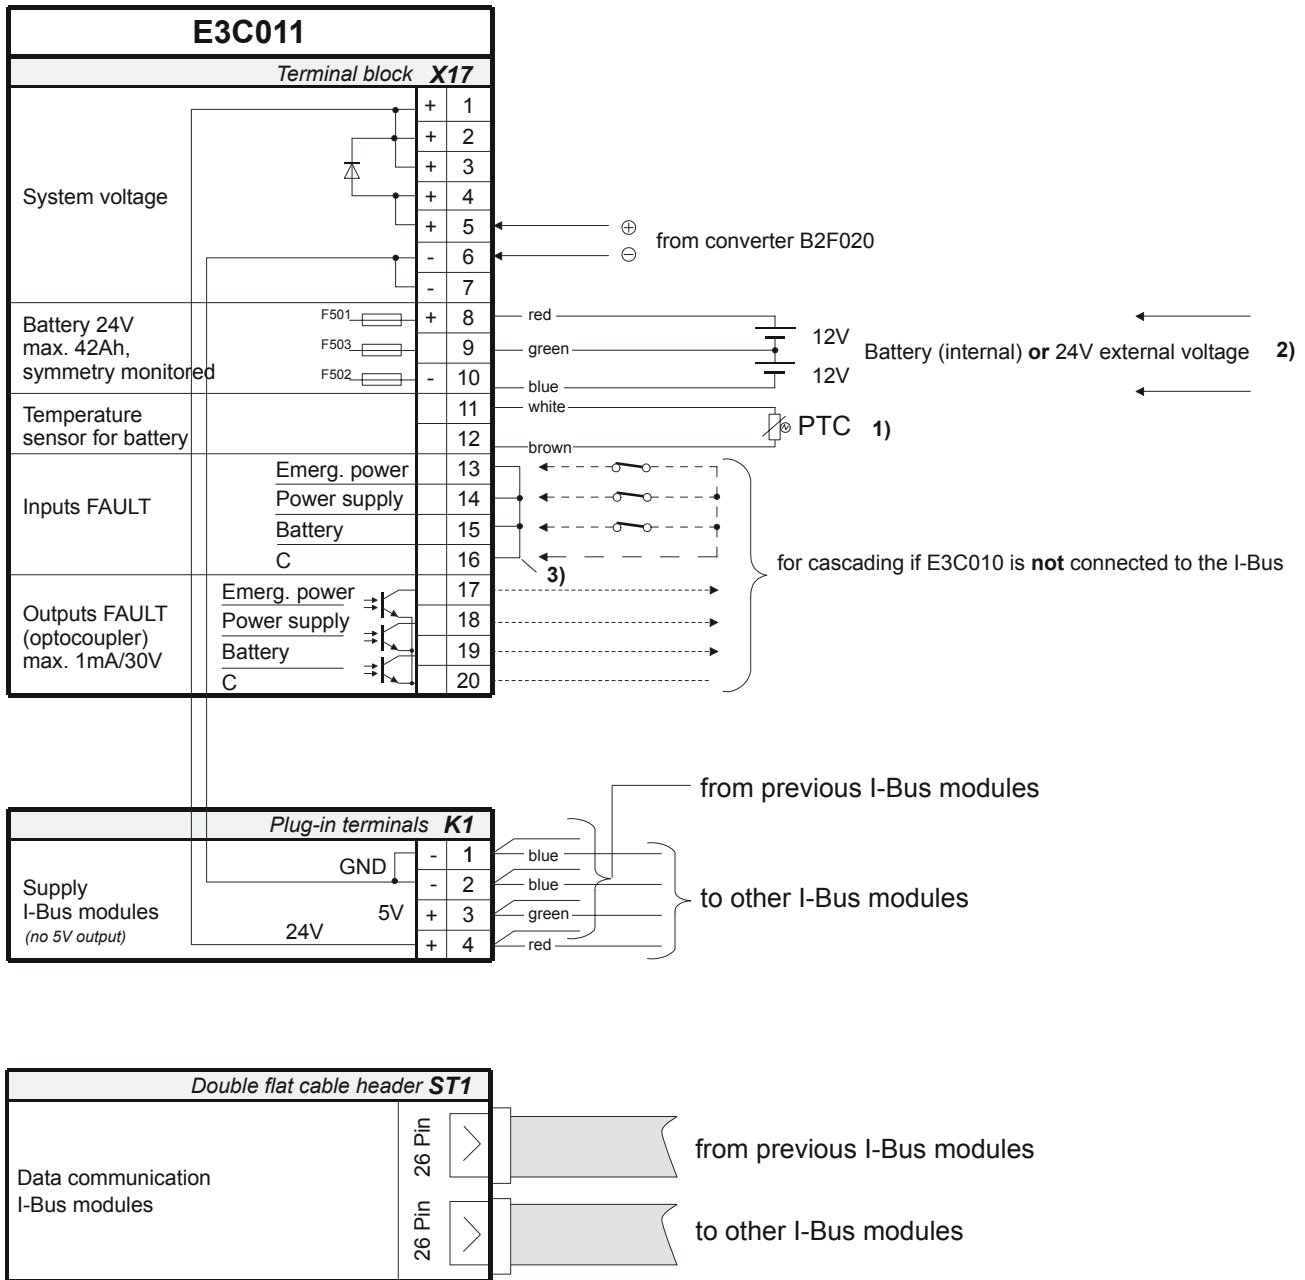 E3C011
Terminal block X17
+ 1
+ 2
+ 3
System voltage
+ 4
+ 5
from converter B2F020
- 6
- 7
Battery 24V
max. 42Ah,
symmetry monitored
F501 + 8 red
F503 9 green
F502 - 10 blue
12V
12V
Battery (internal) or 24V external voltage 2)
Temperature
sensor for battery
11 white
12 brown
PTC 1)
Inputs FAULT
Emerg. power 13
Power supply 14
Battery 15
C 16
3)
for cascading if E3C010 is not connected to the I-Bus
Outputs FAULT
(optocoupler)
max. 1mA/30V
Emerg. power 17
Power supply 18
Battery 19
C 20
from previous I-Bus modules
Plug-in terminals K1
Supply
I-Bus modules
(no 5V output)
GND - 1 blue
- 2 blue
5V + 3 green
24V + 4 red
to other I-Bus modules
Double flat cable header ST1
Data communication
I-Bus modules
26 Pin
from previous I-Bus modules
26 Pin
to other I-Bus modules